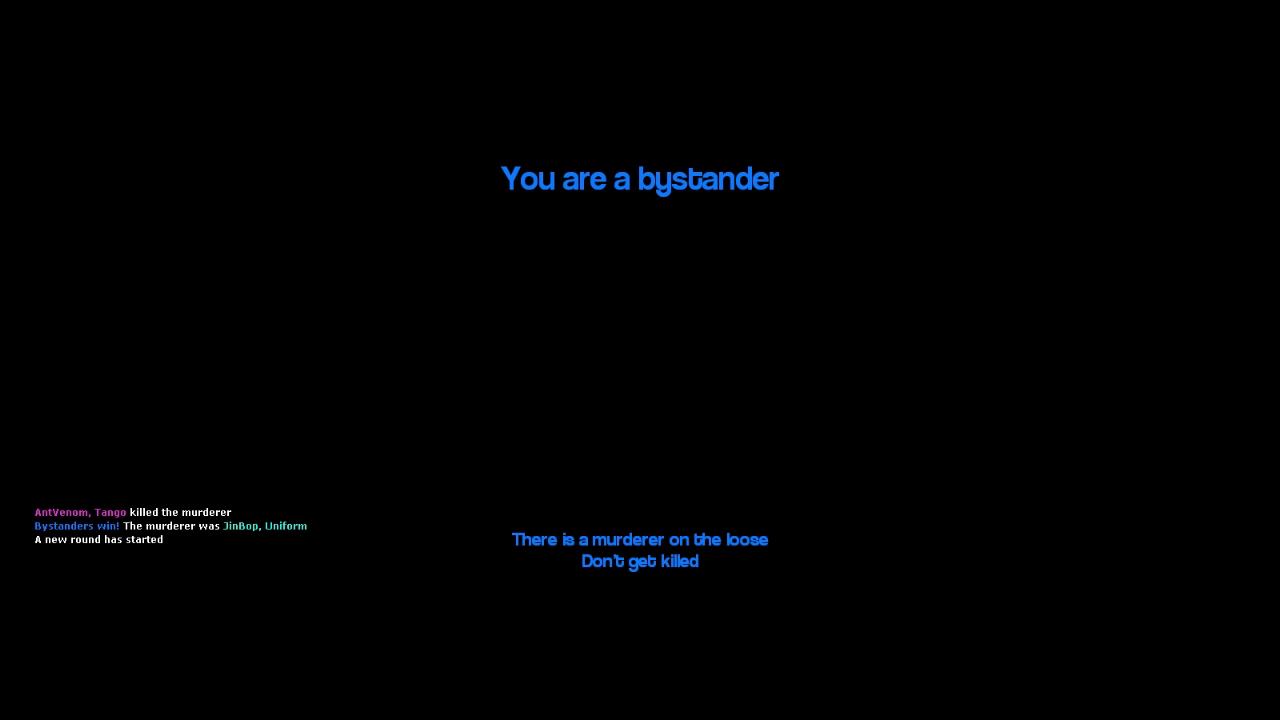 You are a bystander
AntVenom, Tango killed the murderer
Bystanders win! The murderer was JinBop, Uniform
A new round has started
There is a murderer on the loose
Don't get killed